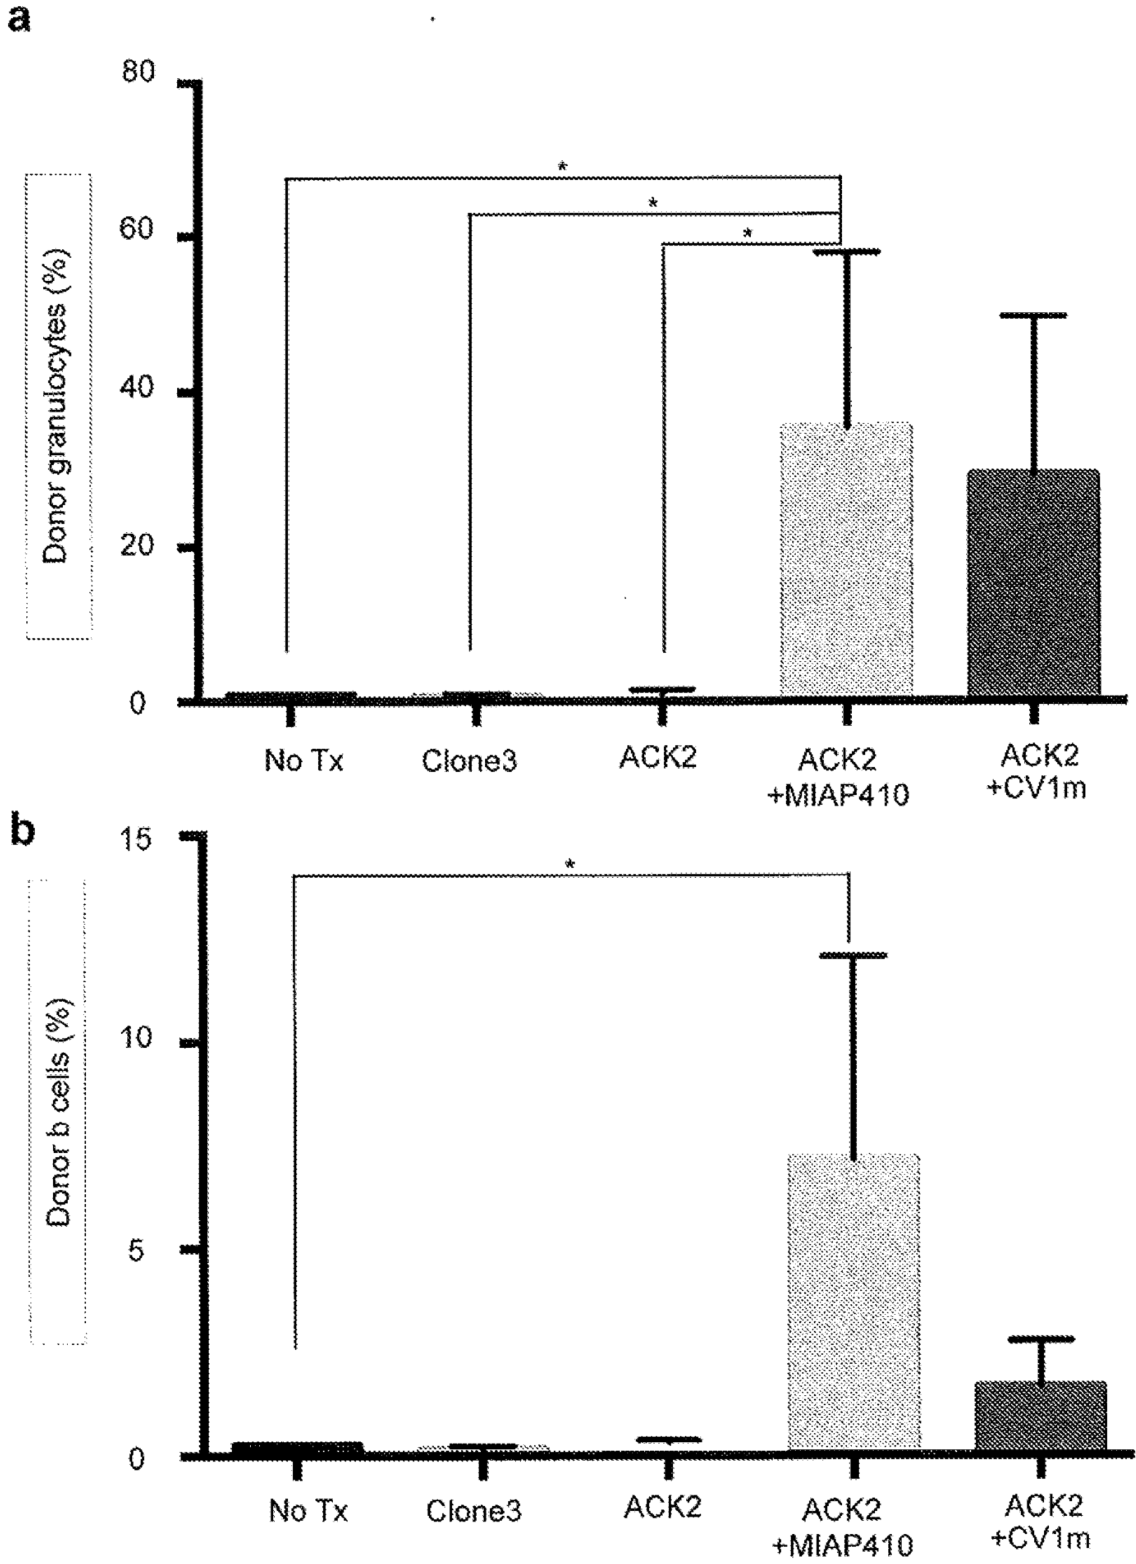 a
80
60
40
20
0
Donor granulocytes (%)
*
*
*
No Tx
Clone3
ACK2
ACK2
+MIAP410
ACK2
+CV1m
b
15
10
5
0
Donor b cells (%)
*
No Tx
Clone3
ACK2
ACK2
+MIAP410
ACK2
+CV1m